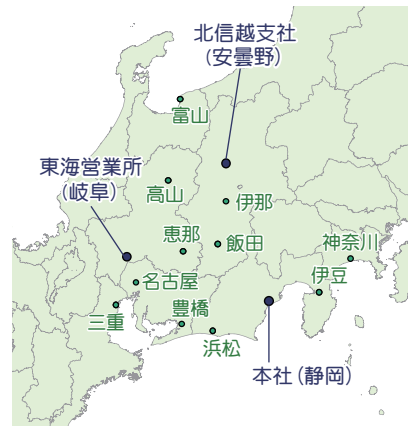 北信越支社
(安曇野)
富山
東海営業所
(岐阜)
高山
伊那
恵那
飯田
神奈川
名古屋
伊豆
三重
豊橋
浜松
本社(静岡)